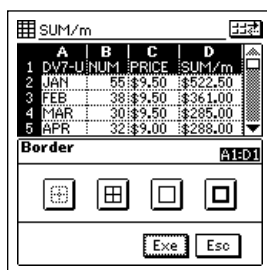 SUM/m
A B C D
1 DV7-U NUM PRICE SUM/m
2 JAN 55 $9.50 $522.50
3 FEB 38 $9.50 $361.00
4 MAR 30 $9.50 $285.00
5 APR 32 $9.00 $288.00
Border A1:D1
Exe Esc